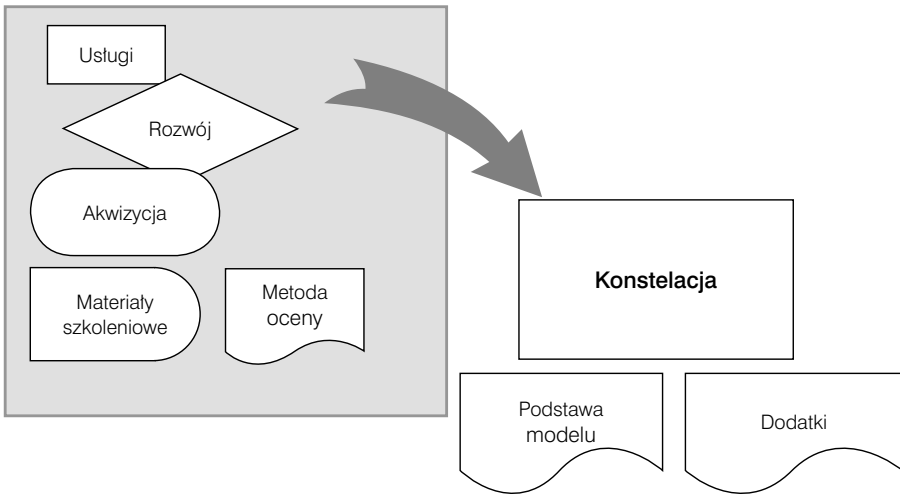 Usługi
Rozwój
Akwizycja
Materiały
szkoleniowe
Metoda
oceny
Konstelacja
Podstawa
modelu
Dodatki